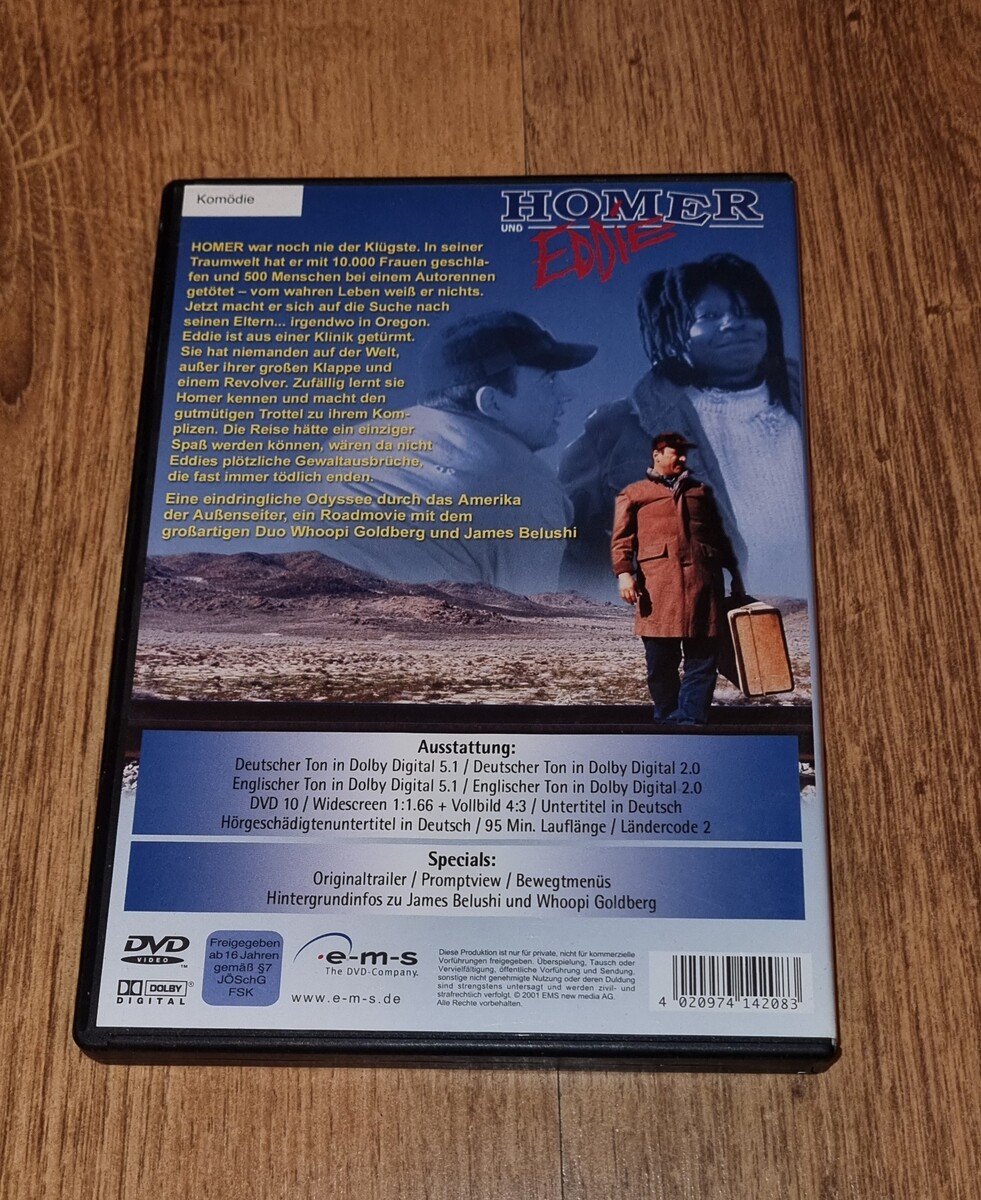 Komödie
HOMER
UND
EDDiE
HOMER war noch nie der Klügste. In seiner
Traumwelt hat er mit 10.000 Frauen geschla-
fen und 500 Menschen bei einem Autorennen
getötet – vom wahren Leben weiß er nichts.
Jetzt macht er sich auf die Suche nach
seinen Eltern... irgendwo in Oregon.
Eddie ist aus einer Klinik getürmt.
Sie hat niemanden auf der Welt,
außer ihrer großen Klappe und
einem Revolver. Zufällig lernt sie
Homer kennen und macht den
gutmütigen Trottel zu ihrem Kom-
plizen. Die Reise hätte ein einziger
Spaß werden können, wären da nicht
Eddies plötzliche Gewaltausbrüche,
die fast immer tödlich enden.
Eine eindringliche Odyssee durch das Amerika
der Außenseiter, ein Roadmovie mit dem
großartigen Duo Whoopi Goldberg und James Belushi
Ausstattung:
Deutscher Ton in Dolby Digital 5.1 / Deutscher Ton in Dolby Digital 2.0
Englischer Ton in Dolby Digital 5.1 / Englischer Ton in Dolby Digital 2.0
DVD 10 / Widescreen 1:1.66 + Vollbild 4:3 / Untertitel in Deutsch
Hörgeschädigtenuntertitel in Deutsch / 95 Min. Lauflänge / Ländercode 2
Specials:
Originaltrailer / Promptview / Bewegtmenüs
Hintergrundinfos zu James Belushi und Whoopi Goldberg
DVD
VIDEO
TM
DOLBY®
DIGITAL
Freigegeben
ab 16 Jahren
gemäß §7
JÖSchG
FSK
e-m-s
The DVD-Company.
www.e-m-s.de
Diese Produktion ist nur für private, nicht für kommerzielle
Vorführungen freigegeben. Überspielung, Tausch oder
Vervielfältigung, öffentliche Vorführung und Sendung,
sonstige nicht genehmigte Nutzung oder deren Duldung
sind strengstens untersagt und werden zivil- und
strafrechtlich verfolgt. © 2001 EMS new media AG.
Alle Rechte vorbehalten.
4 020974 142083